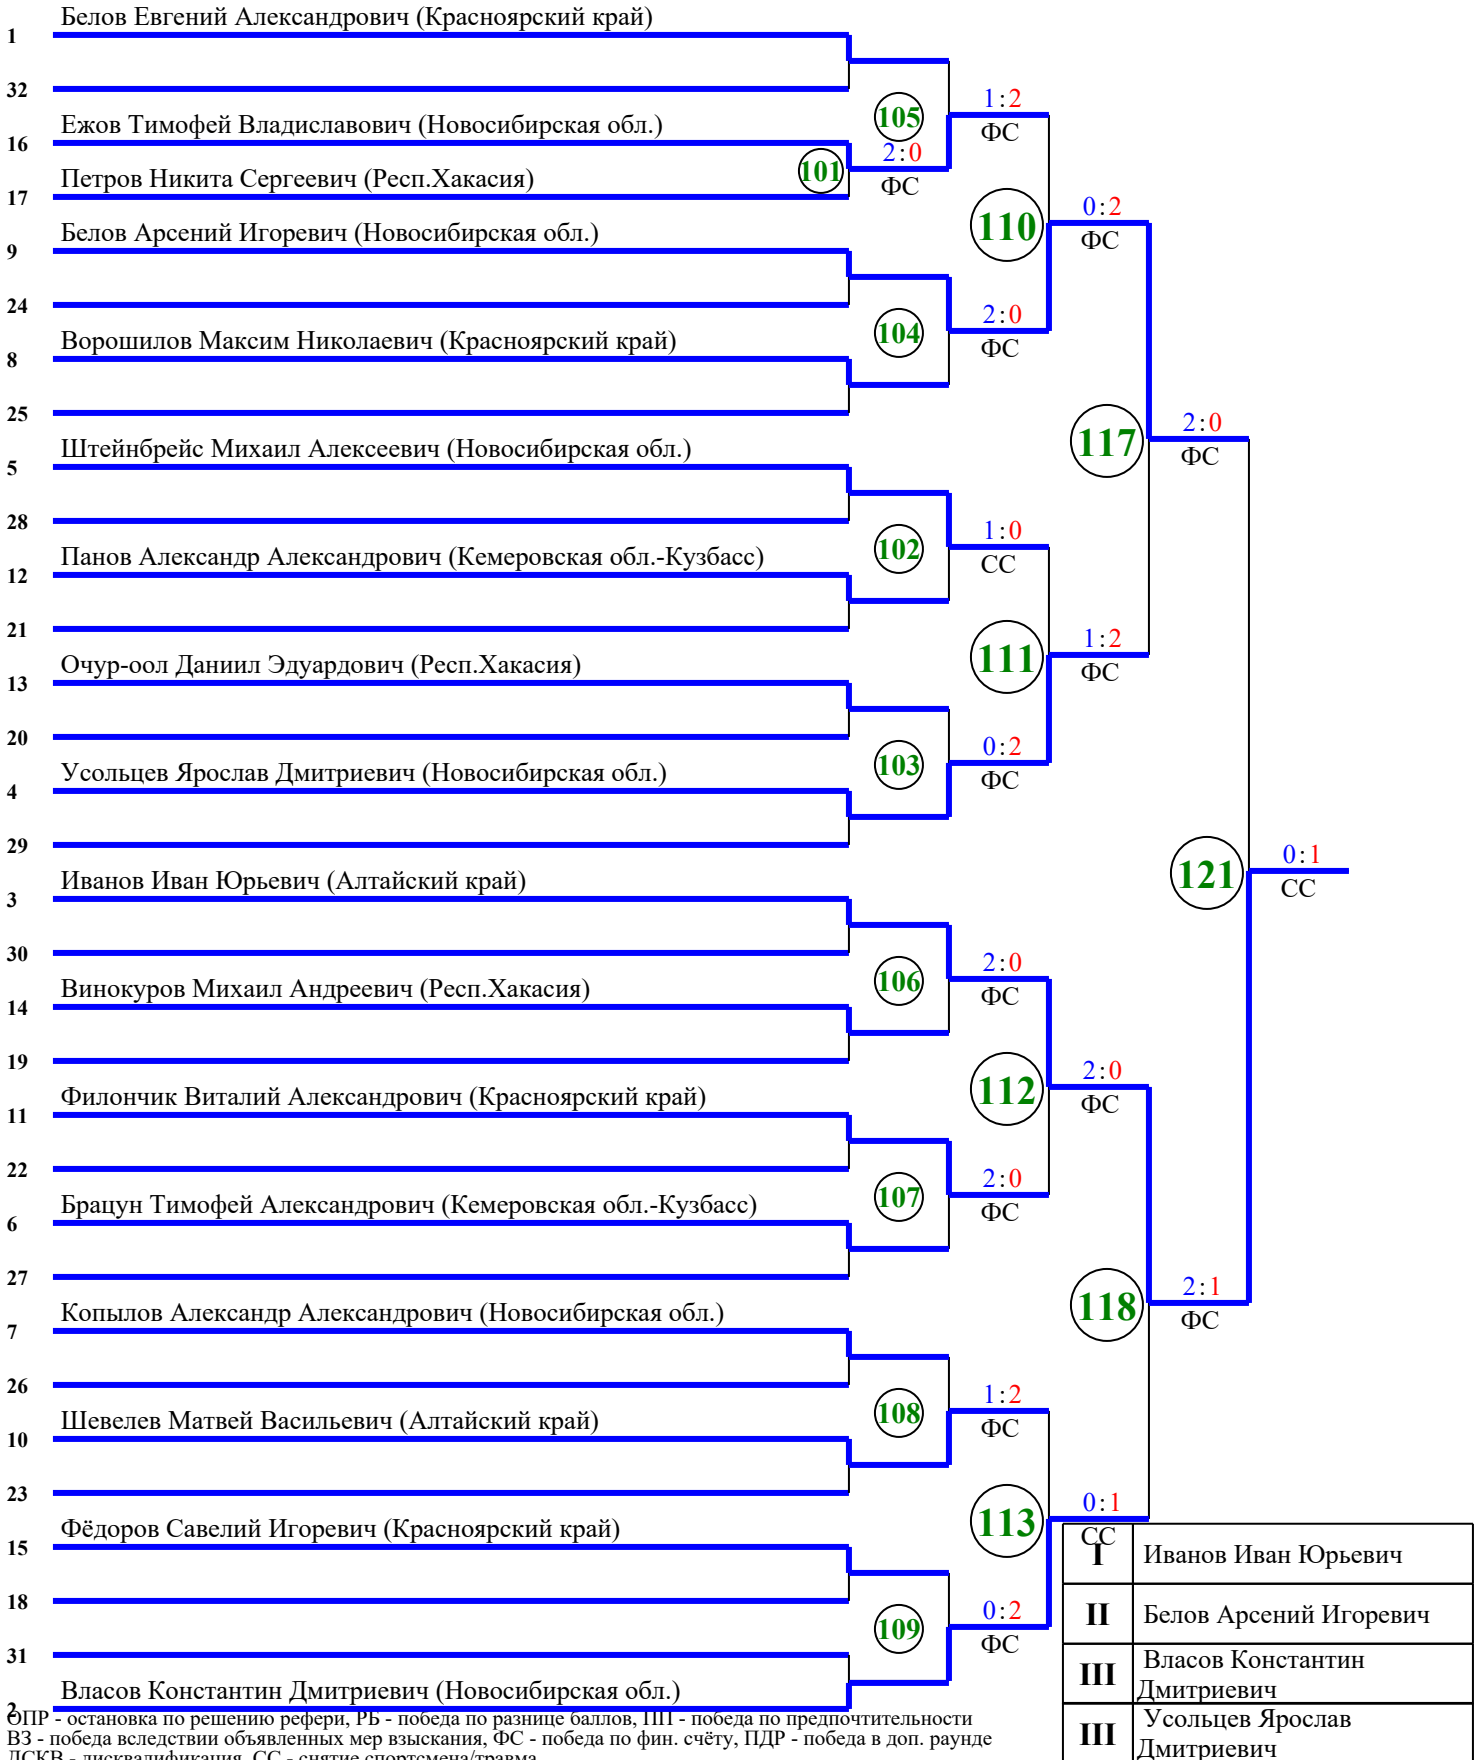 Белов Евгений Александрович (Красноярский край)
1
32
105
1:2
ФС
Ежов Тимофей Владиславович (Новосибирская обл.)
16
101
2:0
ФС
Петров Никита Сергеевич (Респ.Хакасия)
17
110
0:2
ФС
Белов Арсений Игоревич (Новосибирская обл.)
9
24
104
2:0
ФС
Ворошилов Максим Николаевич (Красноярский край)
8
25
117
2:0
ФС
Штейнбрейс Михаил Алексеевич (Новосибирская обл.)
5
28
102
1:0
СС
Панов Александр Александрович (Кемеровская обл.-Кузбасс)
12
21
111
1:2
ФС
Очур-оол Даниил Эдуардович (Респ.Хакасия)
13
20
103
0:2
ФС
Усольцев Ярослав Дмитриевич (Новосибирская обл.)
4
29
121
0:1
СС
Иванов Иван Юрьевич (Алтайский край)
3
30
106
2:0
ФС
Винокуров Михаил Андреевич (Респ.Хакасия)
14
19
112
2:0
ФС
Филончик Виталий Александрович (Красноярский край)
11
22
107
2:0
ФС
Брацун Тимофей Александрович (Кемеровская обл.-Кузбасс)
6
27
118
2:1
ФС
Копылов Александр Александрович (Новосибирская обл.)
7
26
108
1:2
ФС
Шевелев Матвей Васильевич (Алтайский край)
10
23
113
0:1
СС
Фёдоров Савелий Игоревич (Красноярский край)
15
18
109
0:2
ФС
31
Власов Константин Дмитриевич (Новосибирская обл.)
2
I Иванов Иван Юрьевич
II Белов Арсений Игоревич
III Власов Константин
Дмитриевич
III Усольцев Ярослав
Дмитриевич
ОПР - остановка по решению рефери, РБ - победа по разнице баллов, ПП - победа по предпочтительности
ВЗ - победа вследствии объявленных мер взыскания, ФС - победа по фин. счёту, ПДР - победа в доп. раунде
ДСКВ - дисквалификация, СС - снятие спортсмена/травма